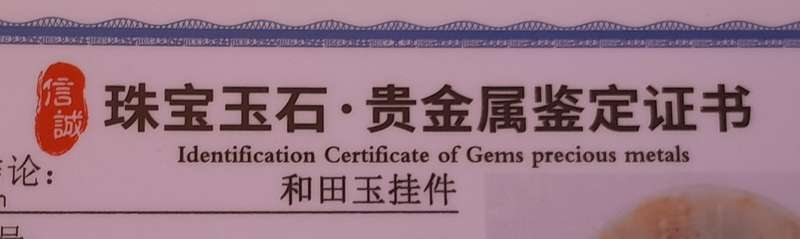 信誠
珠宝玉石·贵金属鉴定证书
Identification Certificate of Gems precious metals
论：
和田玉挂件